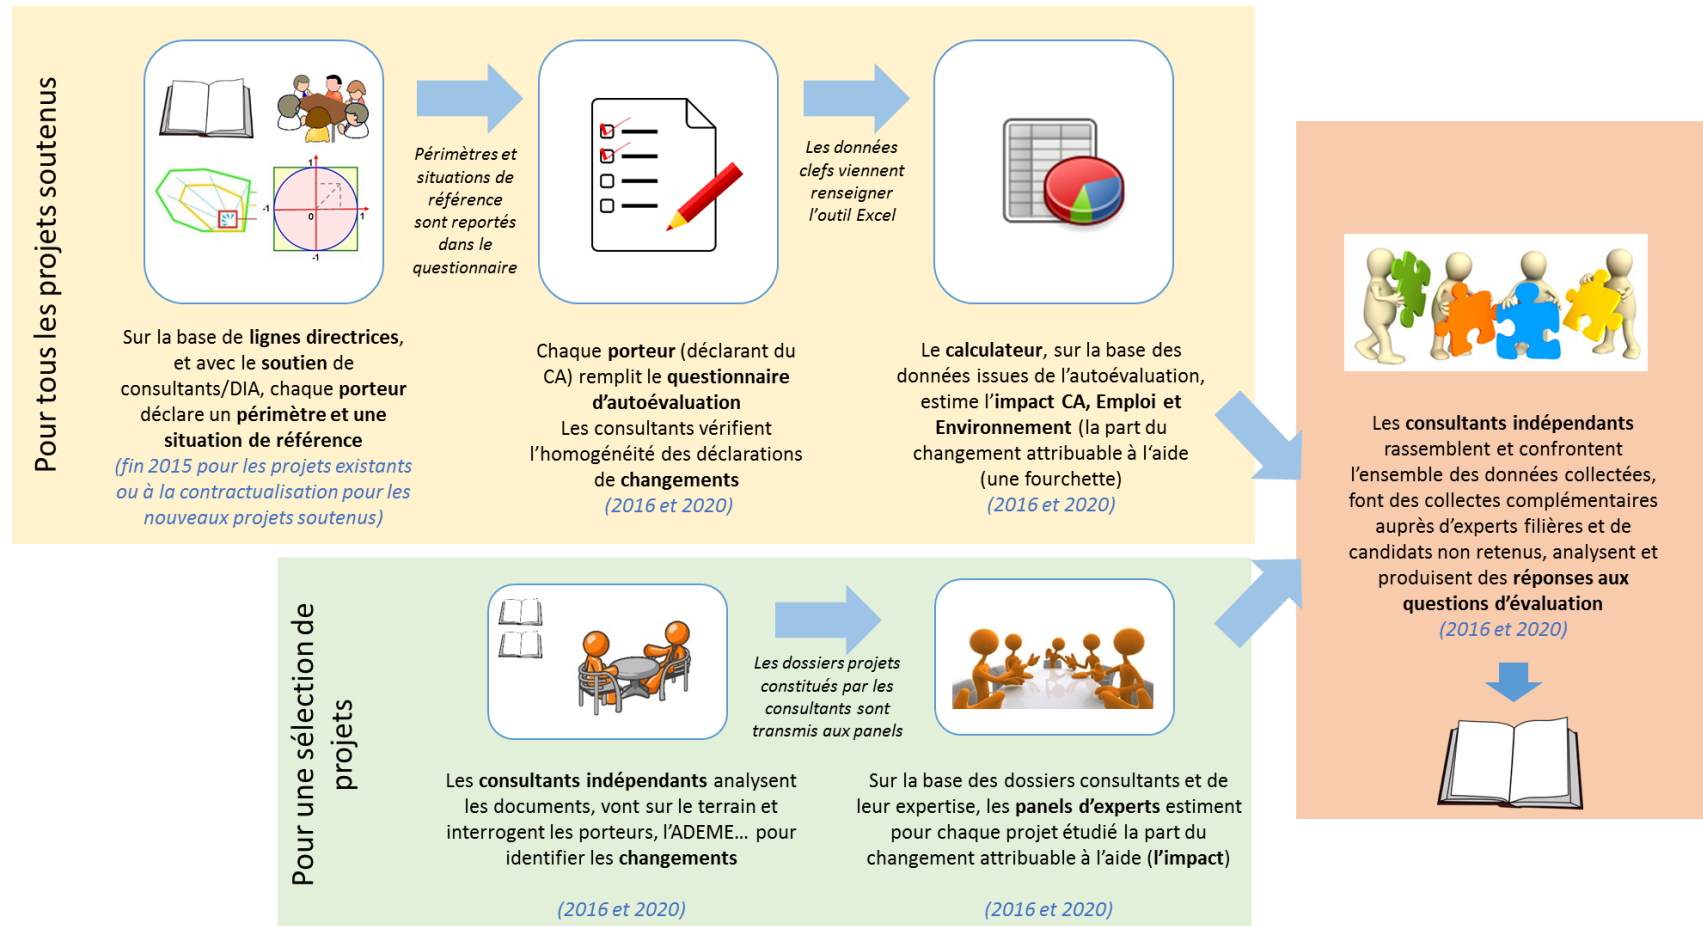 Pour tous les projets soutenus
1
-1
0
1
-1
Périmètres et
situations de
référence
sont reportés
dans le
questionnaire
Les données
clefs viennent
renseigner
l’outil Excel
Sur la base de lignes directrices,
et avec le soutien de
consultants/DIA, chaque porteur
déclare un périmètre et une
situation de référence
(fin 2015 pour les projets existants
ou à la contractualisation pour les
nouveaux projets soutenus)
Chaque porteur (déclarant du
CA) remplit le questionnaire
d’autoévaluation
Les consultants vérifient
l’homogénéité des déclarations
de changements
(2016 et 2020)
Le calculateur, sur la base des
données issues de l’autoévaluation,
estime l’impact CA, Emploi et
Environnement (la part du
changement attribuable à l‘aide
(une fourchette)
(2016 et 2020)
Pour une sélection de
projets
Les dossiers projets
constitués par les
consultants sont
transmis aux panels
Les consultants indépendants analysent
les documents, vont sur le terrain et
interrogent les porteurs, l’ADEME... pour
identifier les changements
(2016 et 2020)
Sur la base des dossiers consultants et de
leur expertise, les panels d’experts estiment
pour chaque projet étudié la part du
changement attribuable à l’aide (l’impact)
(2016 et 2020)
Les consultants indépendants
rassemblent et confrontent
l’ensemble des données collectées,
font des collectes complémentaires
auprès d’experts filières et de
candidats non retenus, analysent et
produisent des réponses aux
questions d’évaluation
(2016 et 2020)